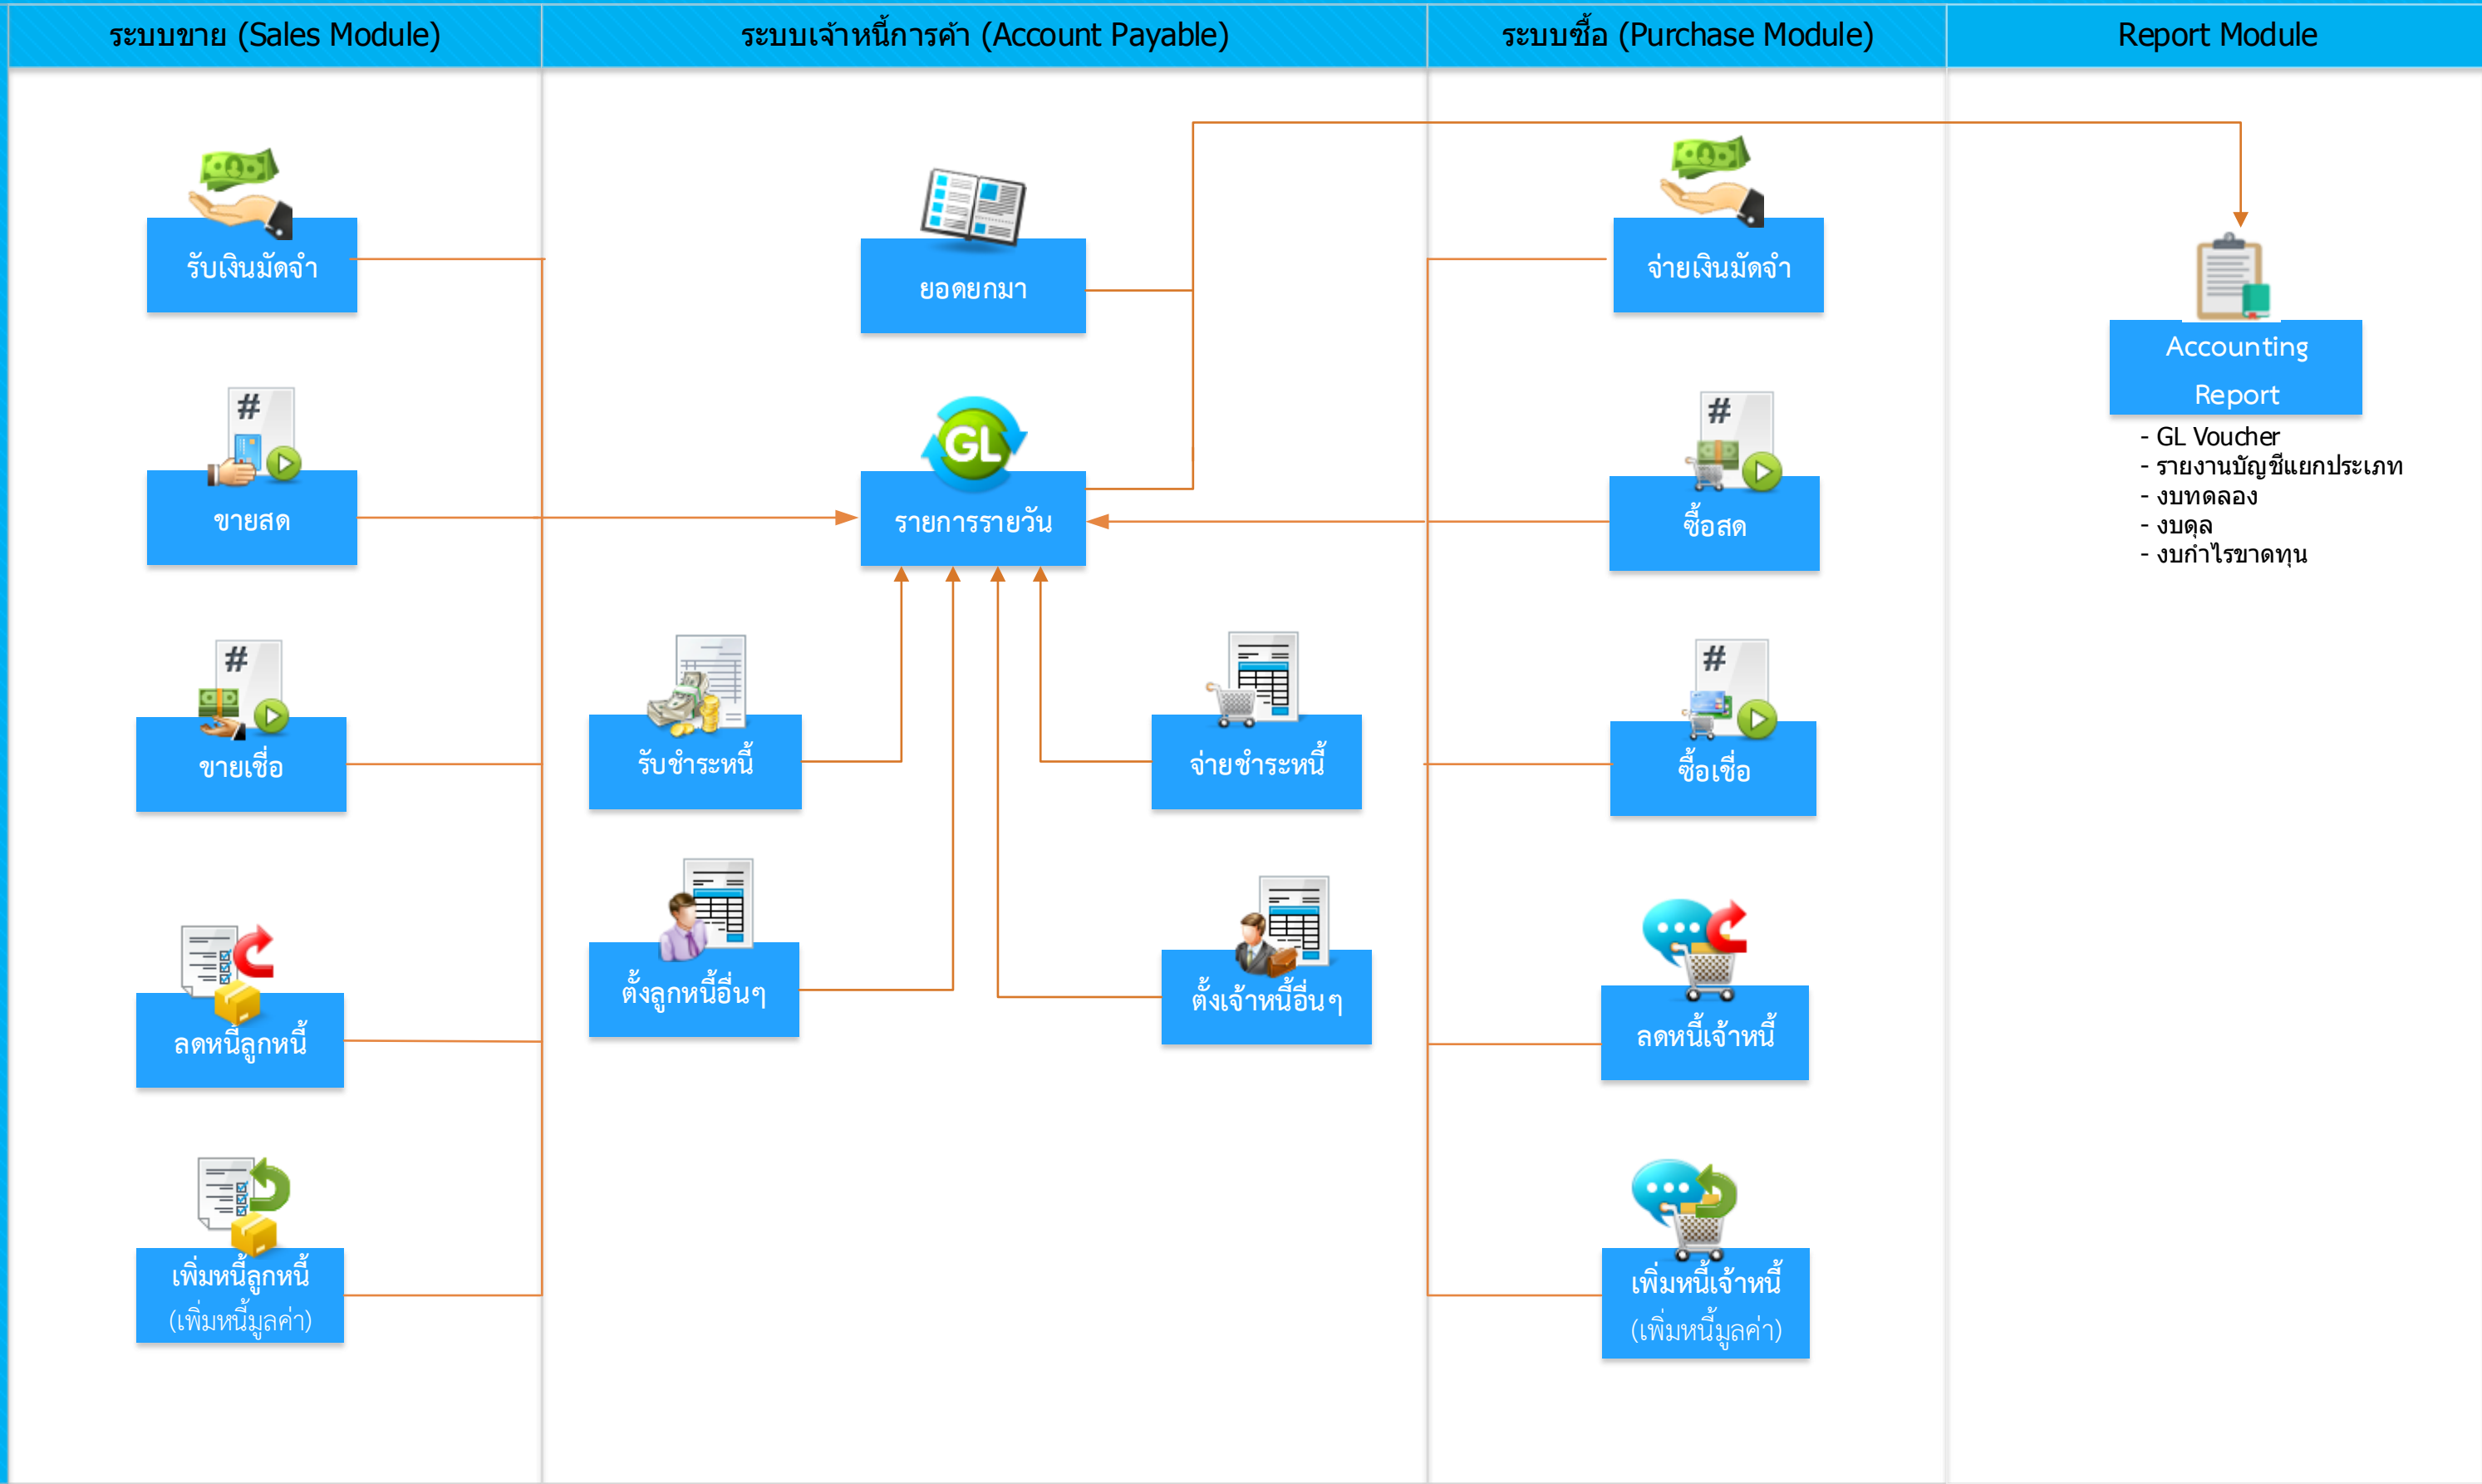 ระบบขาย (Sales Module)
ระบบเจ้าหนี้การค้า (Account Payable)
ระบบซื้อ (Purchase Module)
Report Module
รับเงินมัดจำ
ขายสด
#
ขายเชื่อ
#
ลดหนี้ลูกหนี้
เพิ่มหนี้ลูกหนี้
(เพิ่มหนี้มูลค่า)
ยอดยกมา
GL
รายการรายวัน
รับชำระหนี้
จ่ายชำระหนี้
ตั้งลูกหนี้อื่นๆ
ตั้งเจ้าหนี้อื่นๆ
จ่ายเงินมัดจำ
#
ซื้อสด
#
ซื้อเชื่อ
ลดหนี้เจ้าหนี้
เพิ่มหนี้เจ้าหนี้
(เพิ่มหนี้มูลค่า)
Accounting
Report
- GL Voucher
- รายงานบัญชีแยกประเภท
- งบทดลอง
- งบดุล
- งบกำไรขาดทุน